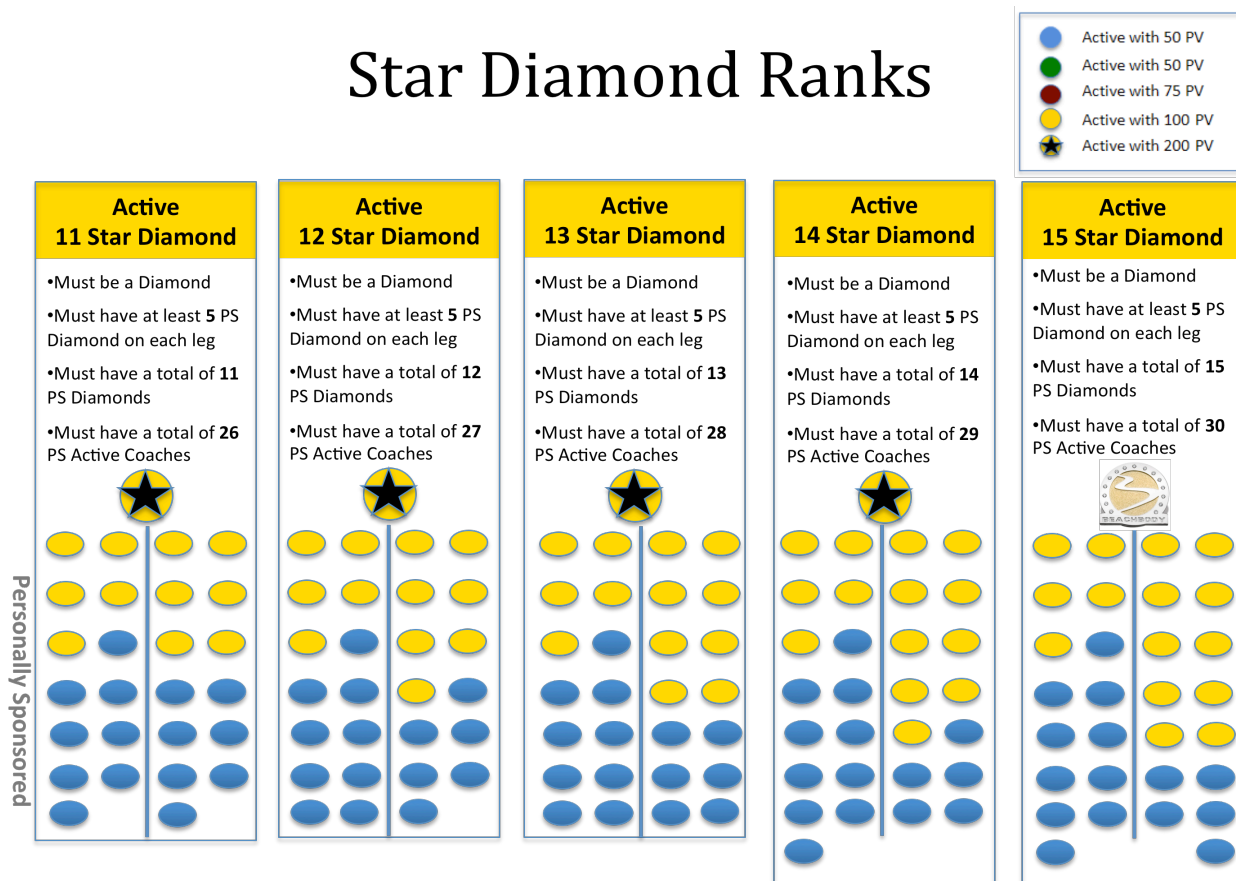 Star Diamond Ranks
Active with 50 PV
Active with 50 PV
Active with 75 PV
Active with 100 PV
Active with 200 PV
Active
11 Star Diamond
•Must be a Diamond
•Must have at least 5 PS
Diamond on each leg
•Must have a total of 11
PS Diamonds
•Must have a total of 26
PS Active Coaches
Active
12 Star Diamond
•Must be a Diamond
•Must have at least 5 PS
Diamond on each leg
•Must have a total of 12
PS Diamonds
•Must have a total of 27
PS Active Coaches
Active
13 Star Diamond
•Must be a Diamond
•Must have at least 5 PS
Diamond on each leg
•Must have a total of 13
PS Diamonds
•Must have a total of 28
PS Active Coaches
Active
14 Star Diamond
•Must be a Diamond
•Must have at least 5 PS
Diamond on each leg
•Must have a total of 14
PS Diamonds
•Must have a total of 29
PS Active Coaches
Active
15 Star Diamond
•Must be a Diamond
•Must have at least 5 PS
Diamond on each leg
•Must have a total of 15
PS Diamonds
•Must have a total of 30
PS Active Coaches
BEACHBODY
Personally Sponsored